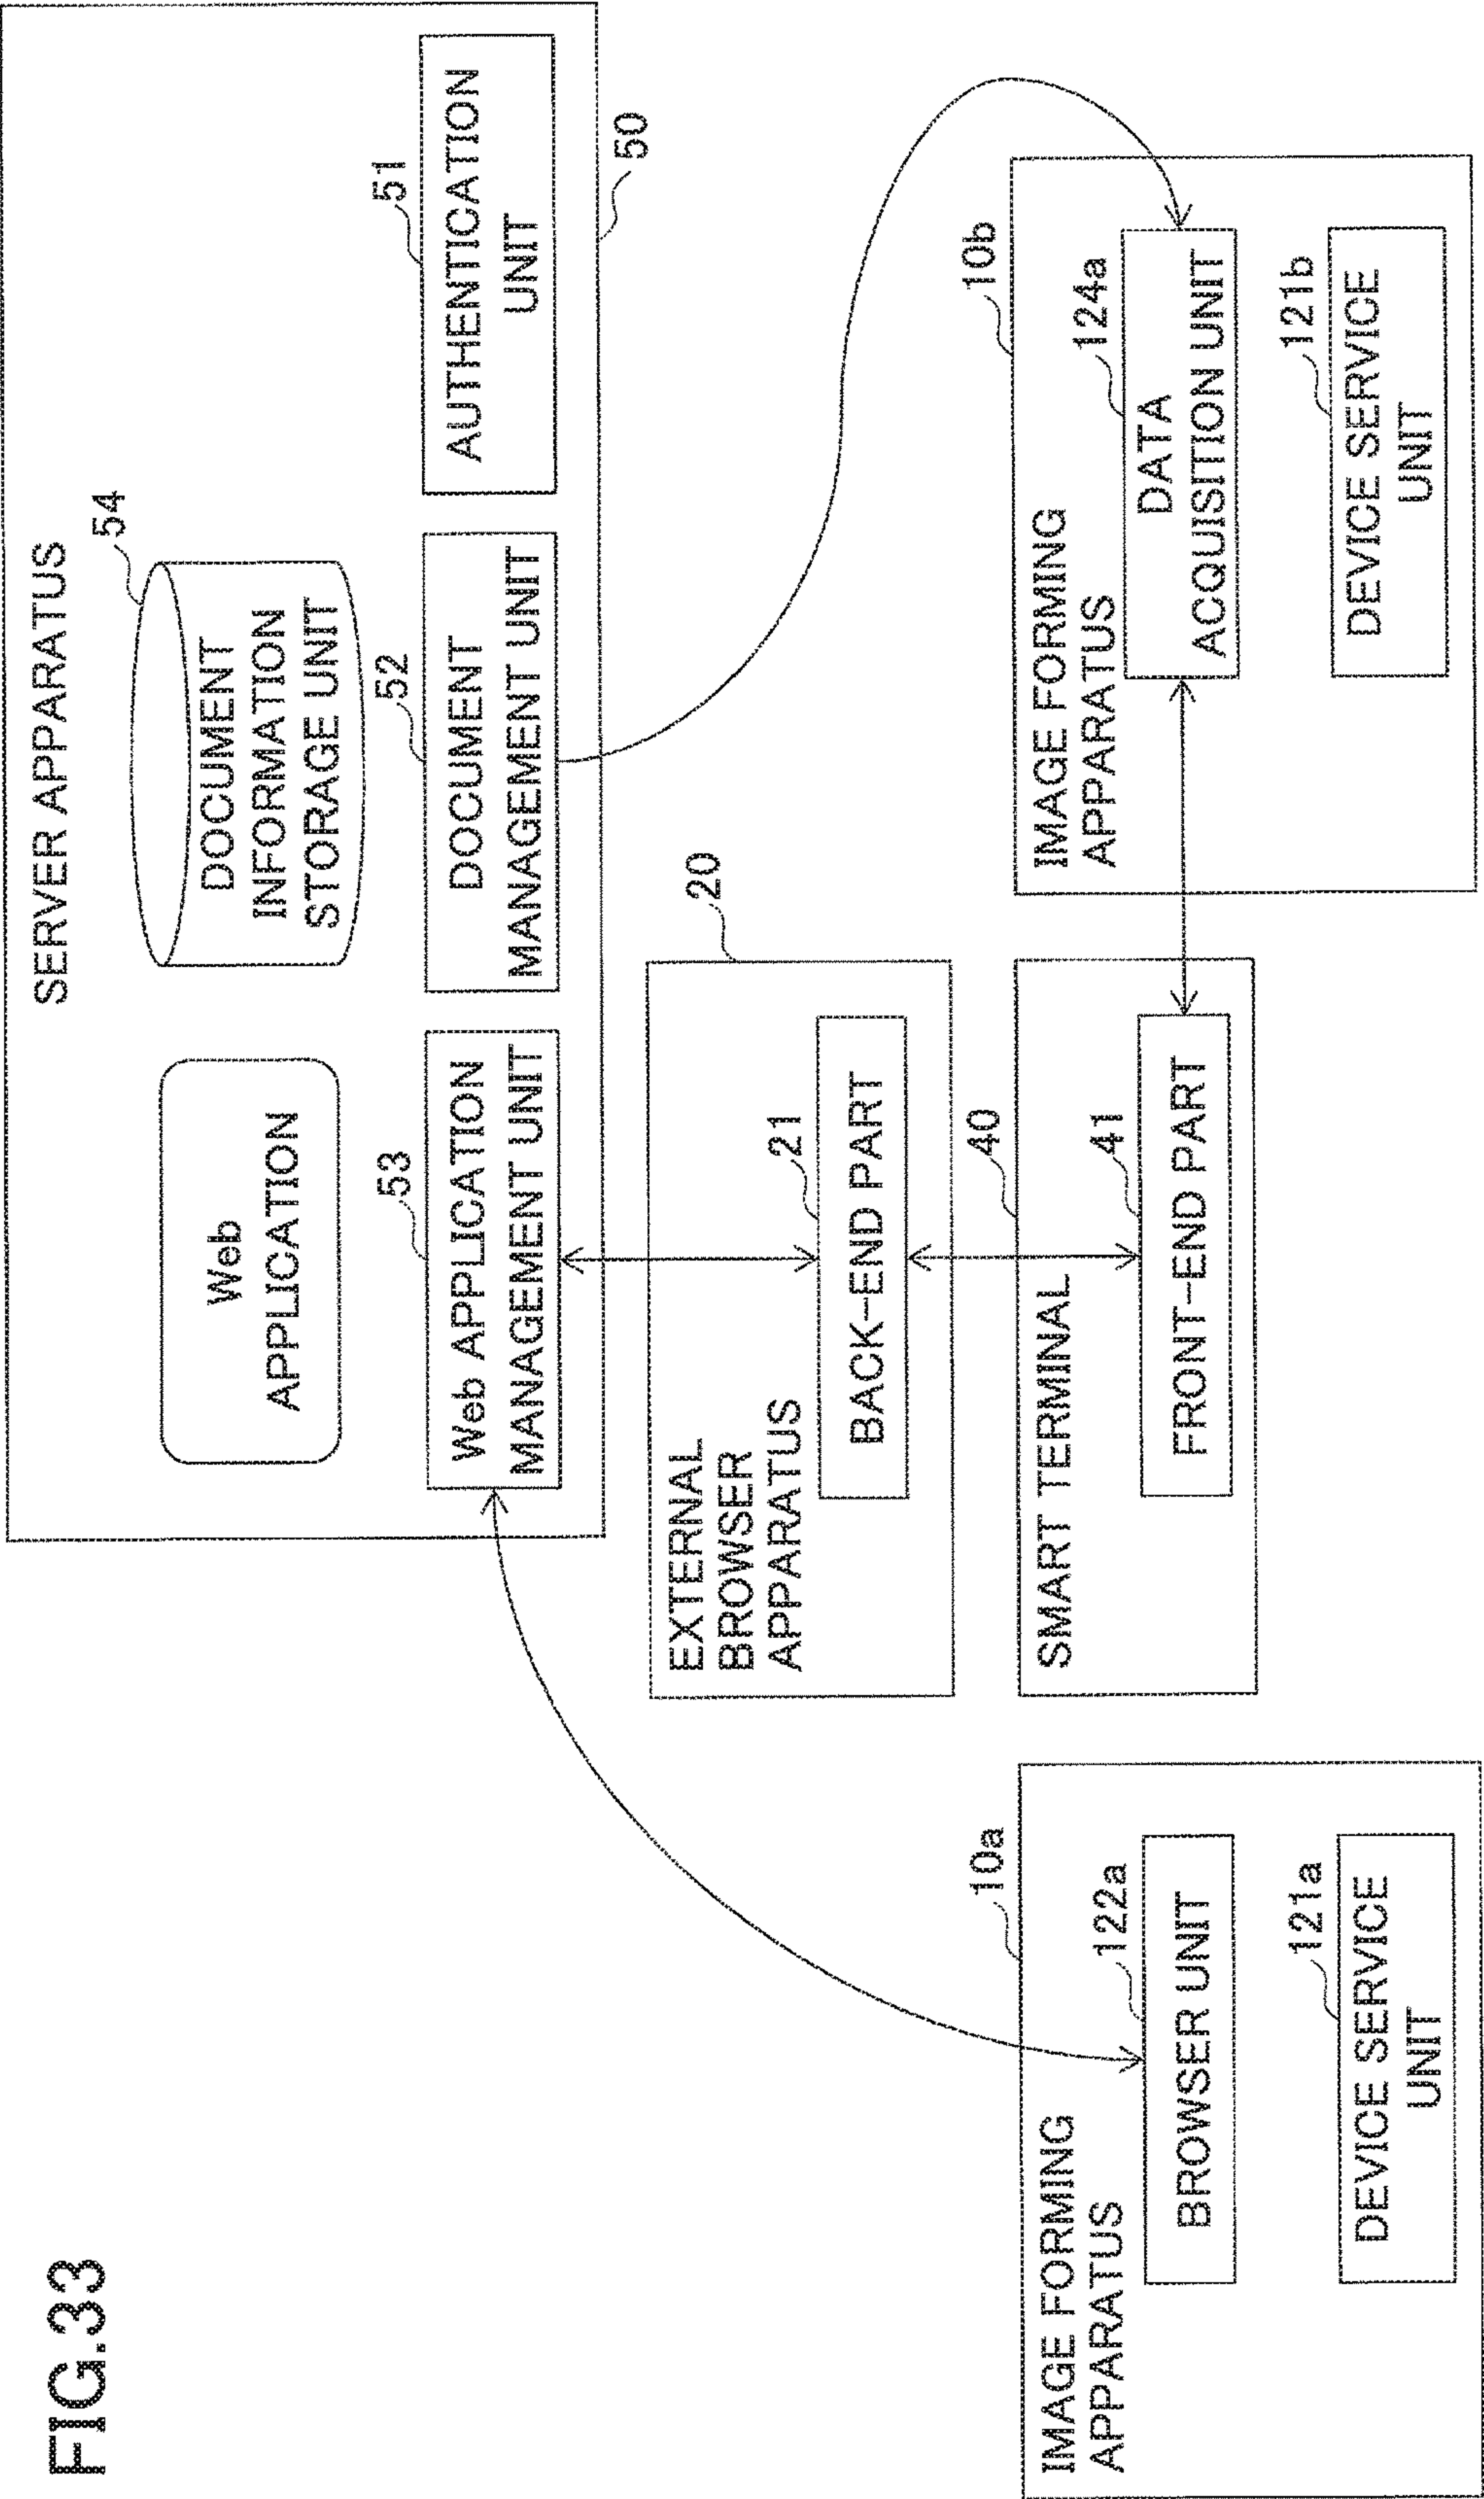 FIG.33
SERVER APPARATUS
Web
APPLICATION
54
DOCUMENT
INFORMATION
STORAGE UNIT
53
Web APPLICATION
MANAGEMENT UNIT
52
DOCUMENT
MANAGEMENT UNIT
51
AUTHENTICATION
UNIT
50
20
EXTERNAL
BROWSER
APPARATUS
21
BACK-END PART
10a
IMAGE FORMING
APPARATUS
122a
BROWSER UNIT
121a
DEVICE SERVICE
UNIT
40
SMART TERMINAL
41
FRONT-END PART
10b
IMAGE FORMING
APPARATUS
124a
DATA
ACQUISITION UNIT
121b
DEVICE SERVICE
UNIT